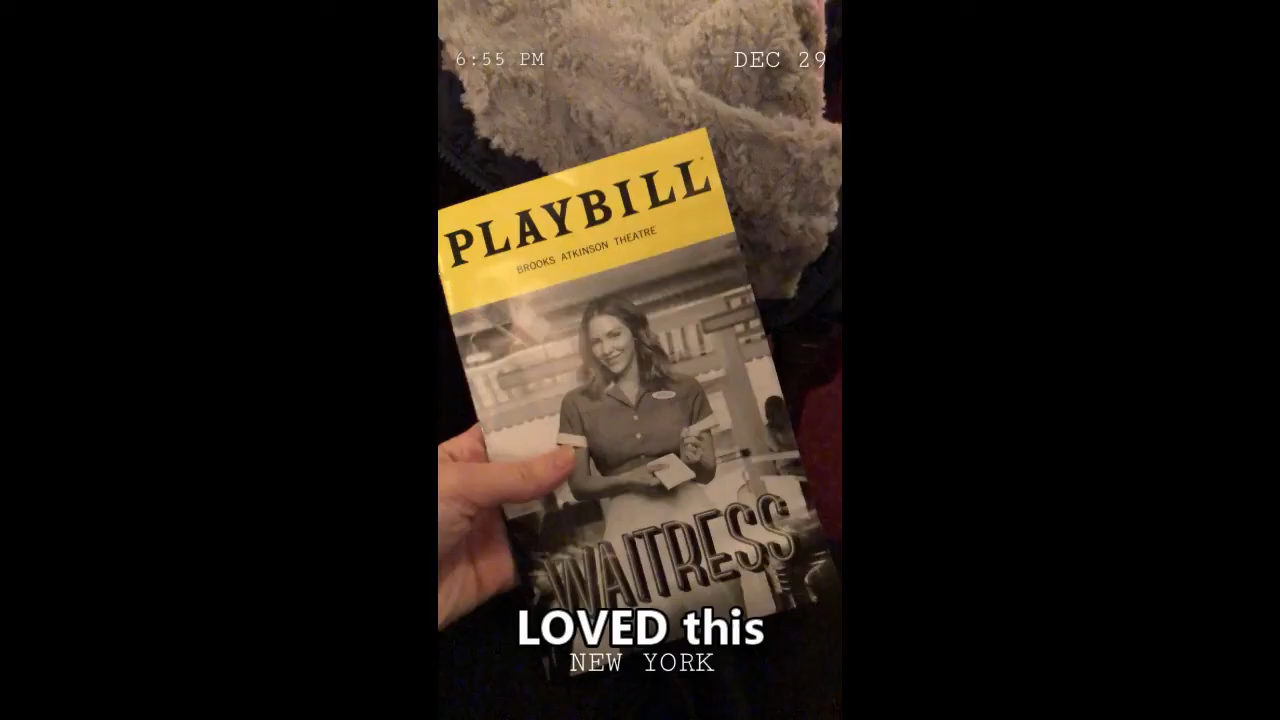 6:55 PM
DEC 29
PLAYBILL
BROOKS ATKINSON THEATRE
WAITRESS
LOVED this
NEW YORK